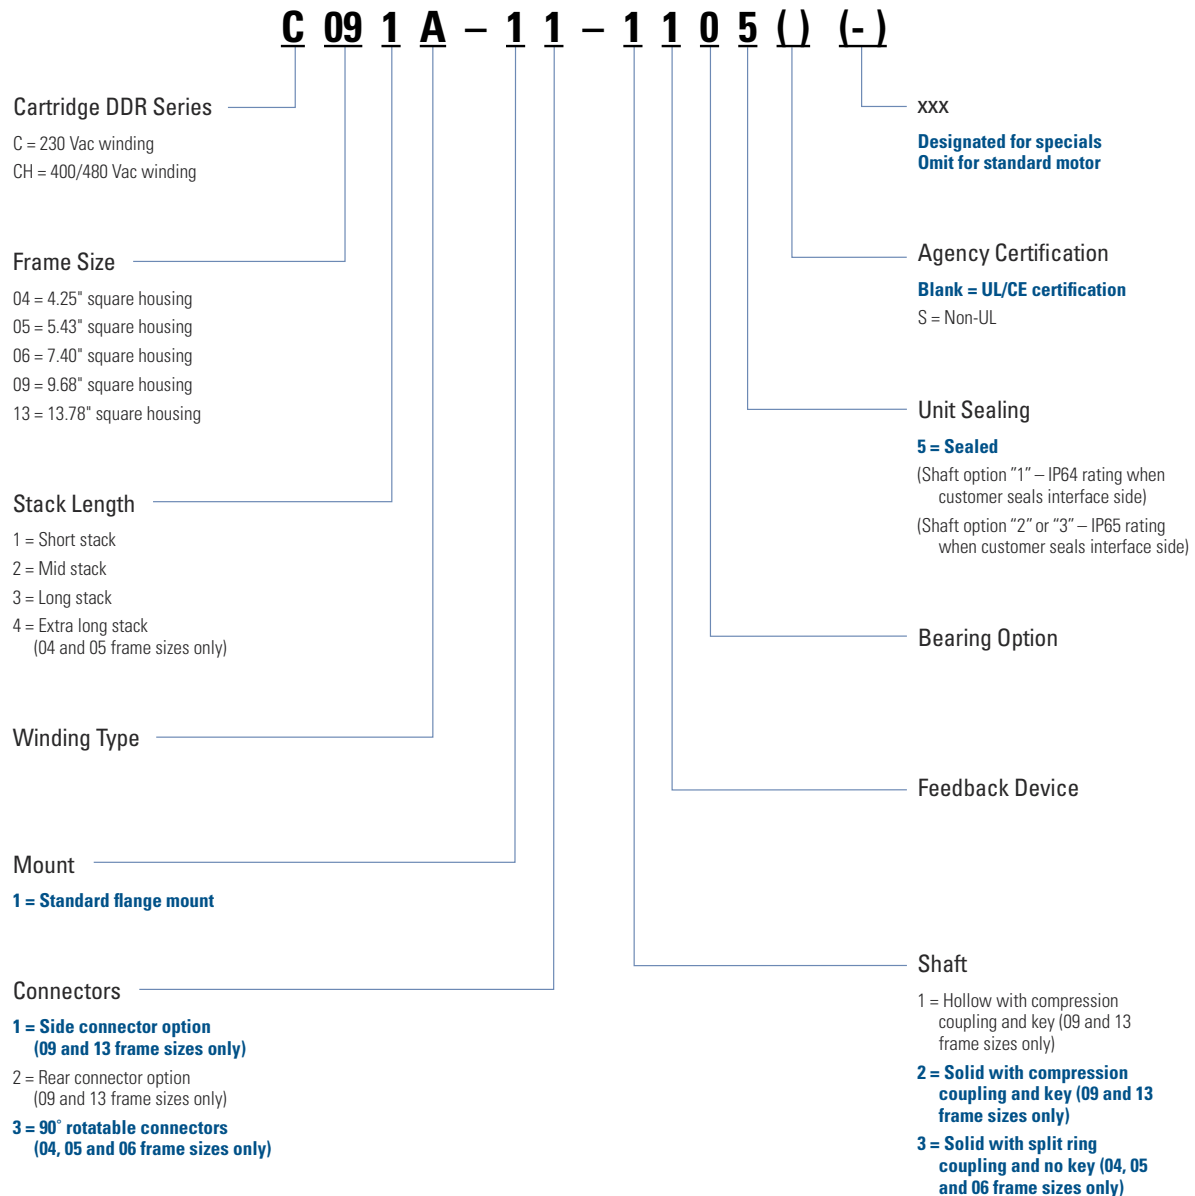 C 09 1 A – 1 1 – 1 1 0 5 ( ) (- )
Cartridge DDR Series
C = 230 Vac winding
CH = 400/480 Vac winding
Frame Size
04 = 4.25" square housing
05 = 5.43" square housing
06 = 7.40" square housing
09 = 9.68" square housing
13 = 13.78" square housing
Stack Length
1 = Short stack
2 = Mid stack
3 = Long stack
4 = Extra long stack
(04 and 05 frame sizes only)
Winding Type
Mount
1 = Standard flange mount
Connectors
1 = Side connector option
(09 and 13 frame sizes only)
2 = Rear connector option
(09 and 13 frame sizes only)
3 = 90˚ rotatable connectors
(04, 05 and 06 frame sizes only)
xxx
Designated for specials
Omit for standard motor
Agency Certification
Blank = UL/CE certification
S = Non-UL
Unit Sealing
5 = Sealed
(Shaft option ”1” – IP64 rating when
customer seals interface side)
(Shaft option “2” or “3” – IP65 rating
when customer seals interface side)
Bearing Option
Feedback Device
Shaft
1 = Hollow with compression
coupling and key (09 and 13
frame sizes only)
2 = Solid with compression
coupling and key (09 and 13
frame sizes only)
3 = Solid with split ring
coupling and no key (04, 05
and 06 frame sizes only)